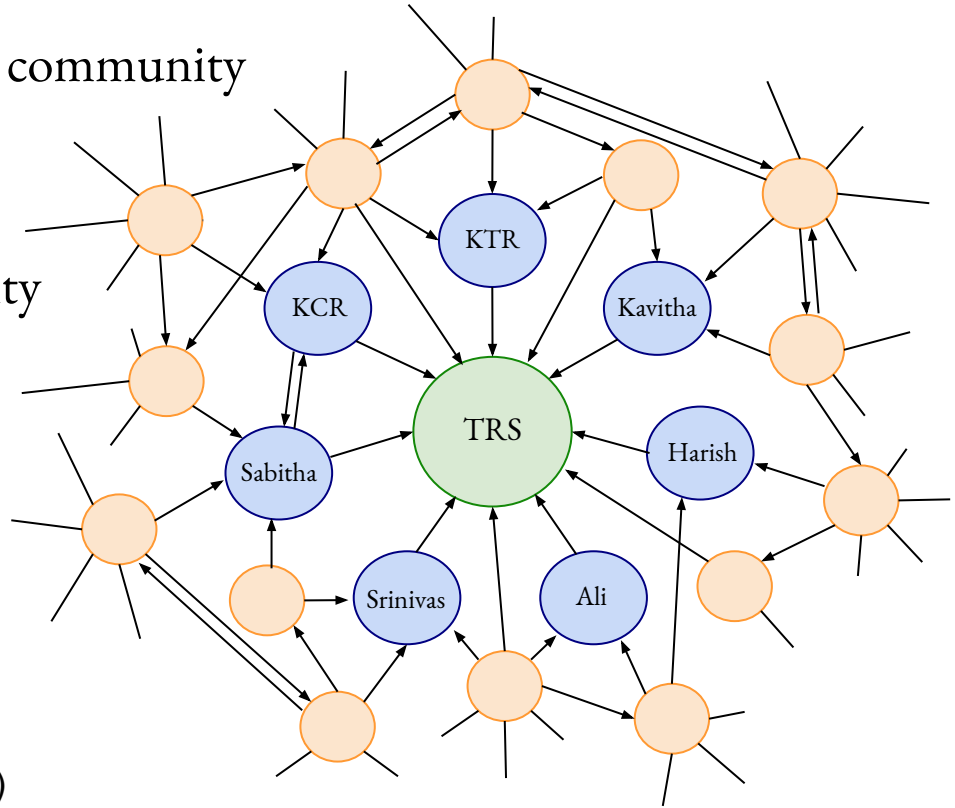 community
KTR
ty
KCR
Kavitha
TRS
Harish
Sabitha
Srinivas
Ali
)